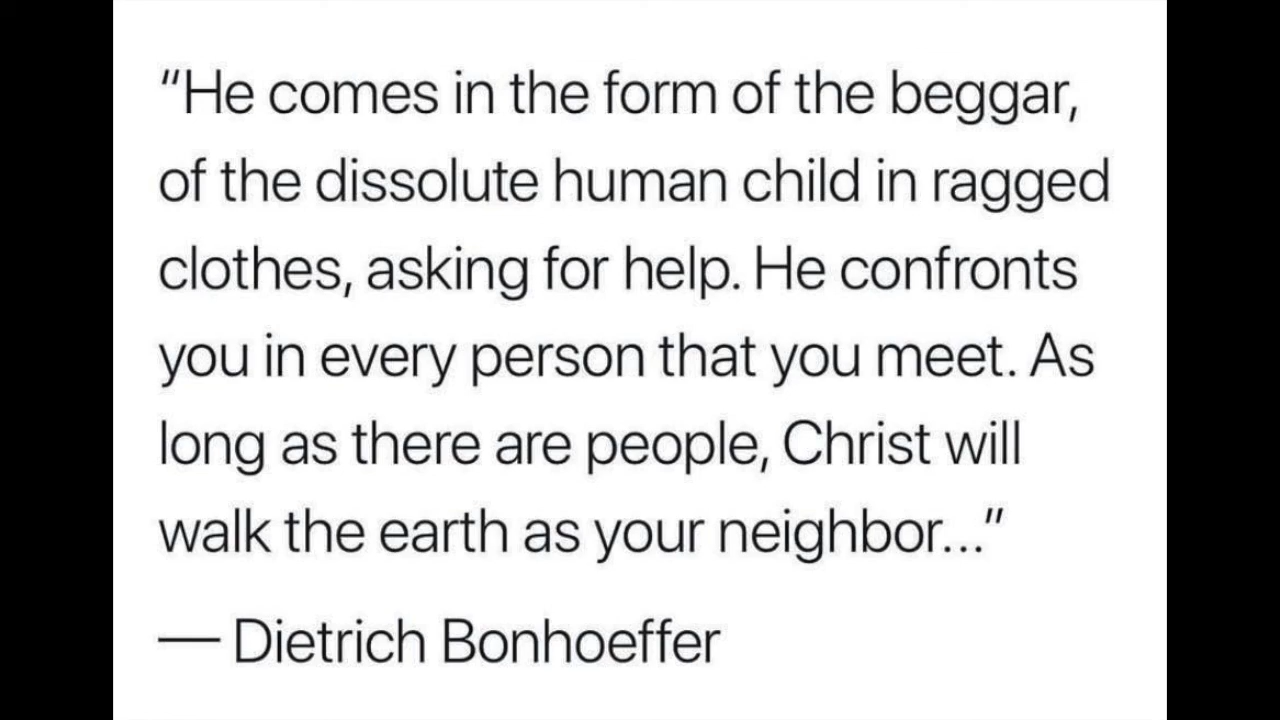 “He comes in the form of the beggar,
of the dissolute human child in ragged
clothes, asking for help. He confronts
you in every person that you meet. As
long as there are people, Christ will
walk the earth as your neighbor...”
— Dietrich Bonhoeffer